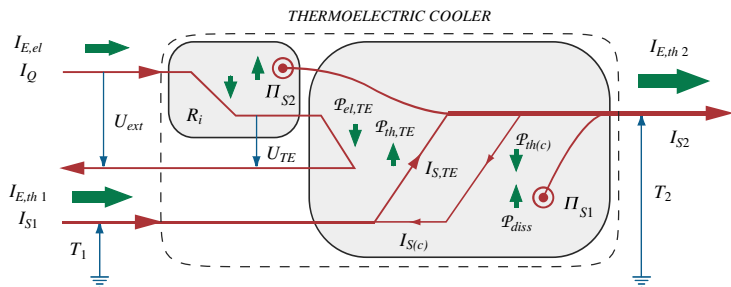 THERMOELECTRIC COOLER
I_{E,el}
I_Q
I_{E,th 2}
Π_{S2}
R_i
𝒫_{el,TE}
U_{ext}
𝒫_{th,TE}
U_{TE}
I_{S,TE}
𝒫_{th(c)}
I_{S2}
I_{E,th 1}
I_{S1}
Π_{S1}
T_2
𝒫_{diss}
I_{S(c)}
T_1